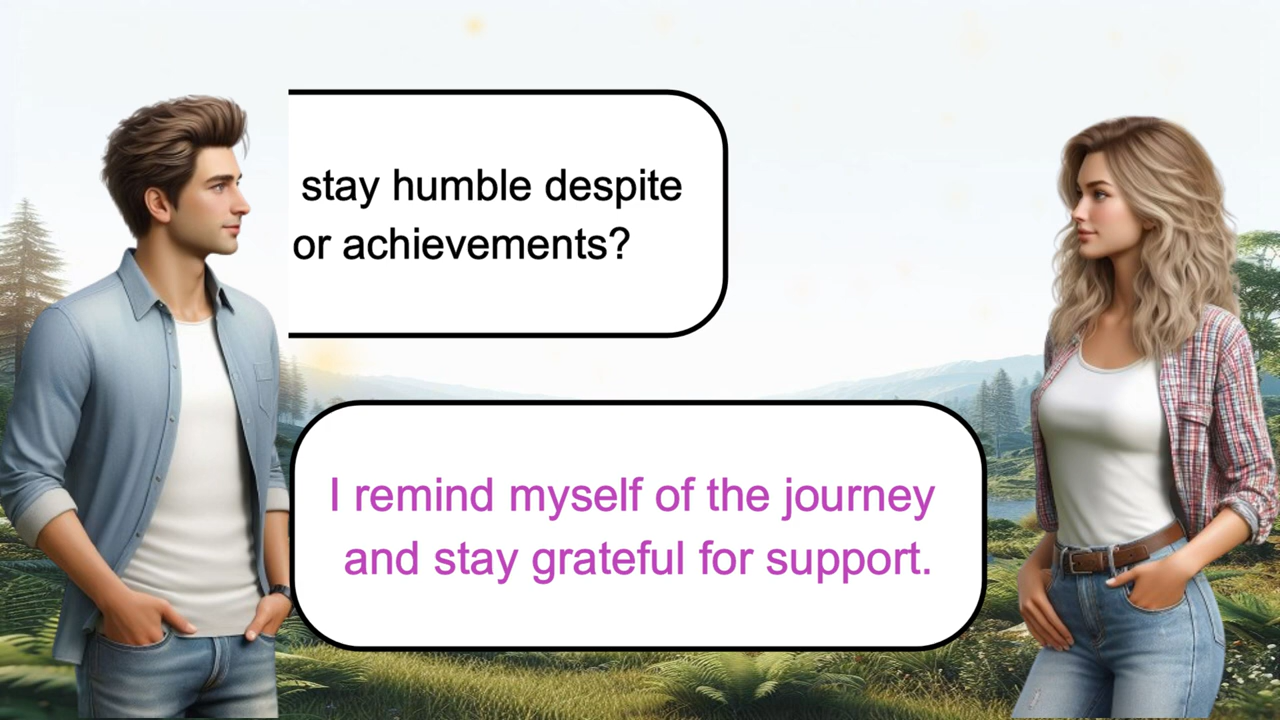 stay humble despite
or achievements?
I remind myself of the journey
and stay grateful for support.